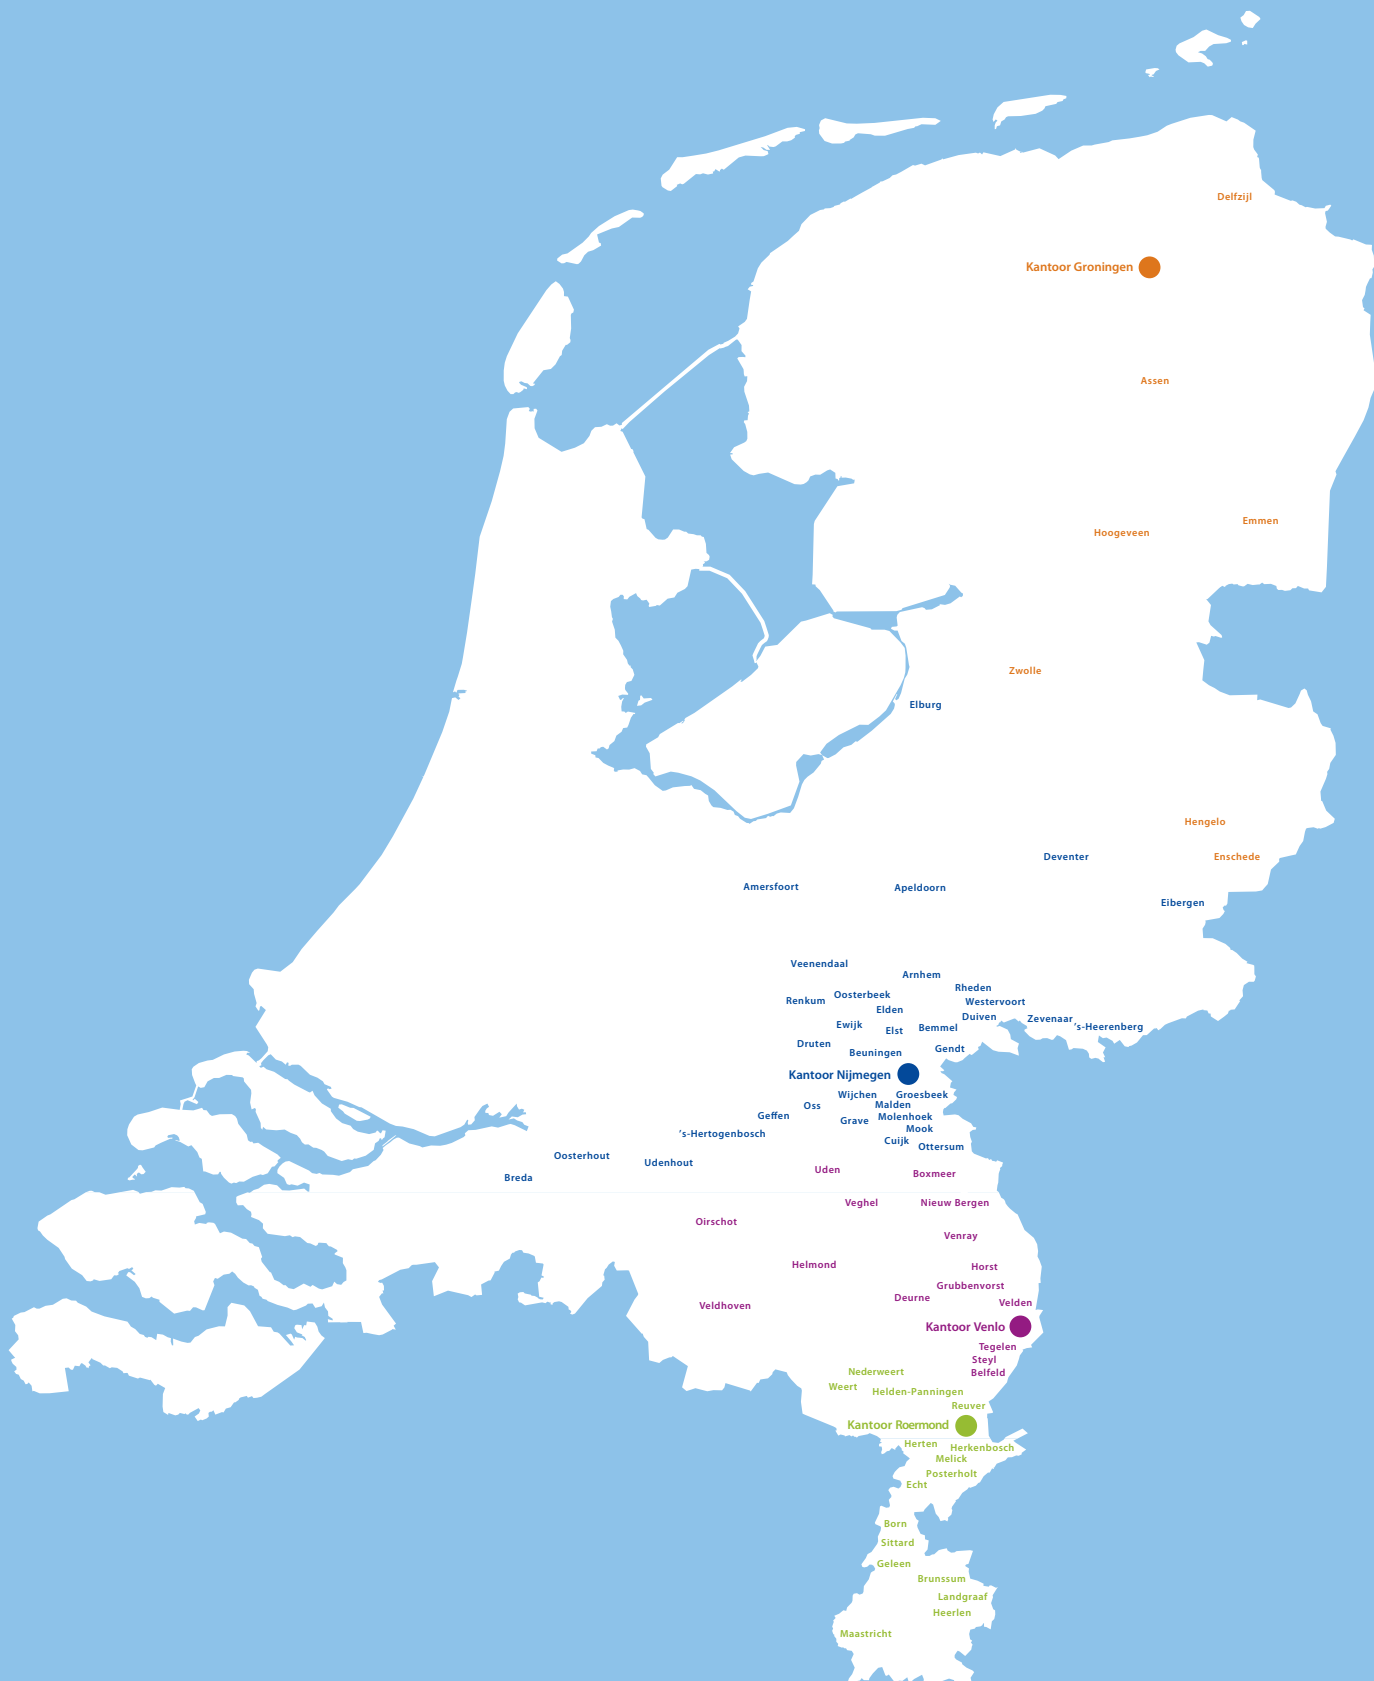 Delfzijl
Kantoor Groningen
Assen
Emmen
Hoogeveen
Zwolle
Elburg
Hengelo
Deventer
Enschede
Amersfoort
Apeldoorn
Eibergen
Veenendaal
Arnhem
Rheden
Oosterbeek
Renkum
Westervoort
Elden
Duiven
Zevenaar
Ewijk
's-Heerenberg
Bemmel
Elst
Druten
Gendt
Beuningen
Kantoor Nijmegen
Wijchen
Groesbeek
Oss
Malden
Geffen
Molenhoek
Grave
Mook
's-Hertogenbosch
Cuijk
Ottersum
Oosterhout
Udenhout
Breda
Uden
Boxmeer
Veghel
Nieuw Bergen
Oirschot
Venray
Helmond
Horst
Grubbenvorst
Deurne
Velden
Veldhoven
Kantoor Venlo
Tegelen
Steyl
Belfeld
Nederweert
Weert
Helden-Panningen
Reuver
Kantoor Roermond
Herten
Herkenbosch
Melick
Posterholt
Echt
Born
Sittard
Geleen
Brunssum
Landgraaf
Heerlen
Maastricht